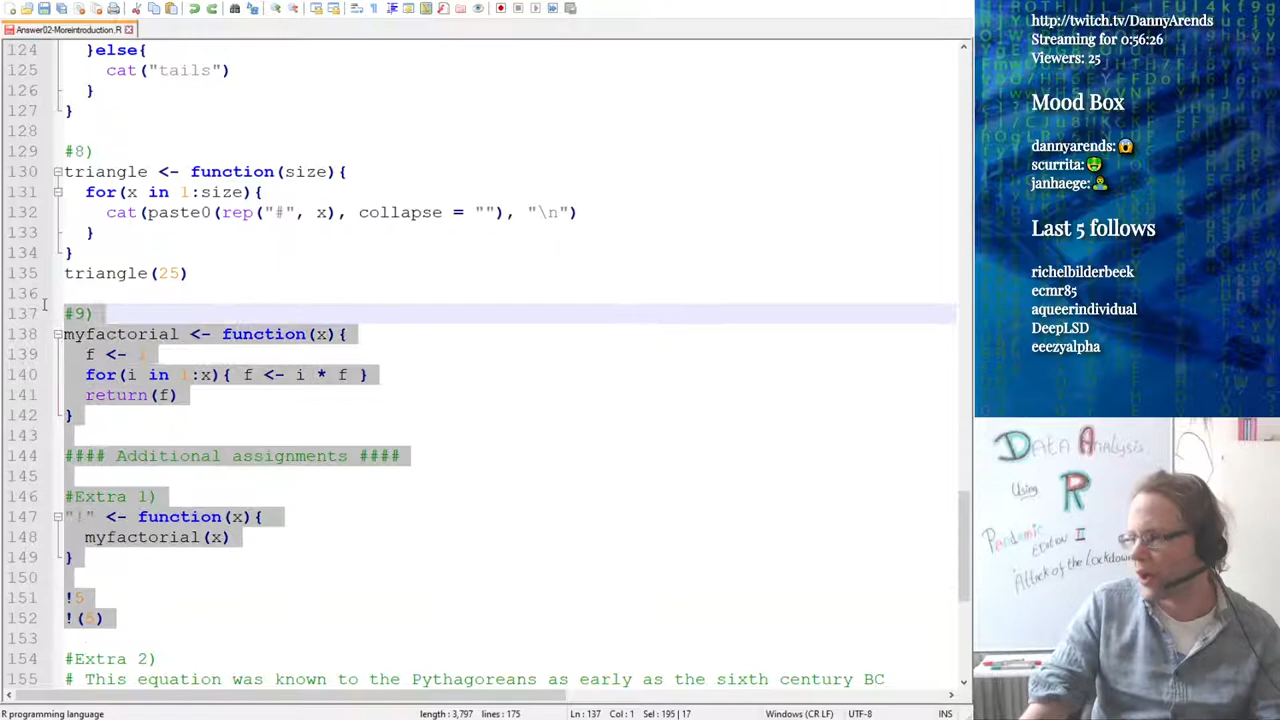 Answer02-Moreintroduction.R
124 }else{
125 cat("tails")
126 }
127 }
128
129 #8)
130 triangle <- function(size){
131 for(x in 1:size){
132 cat(paste0(rep("#", x), collapse = ""), "\n")
133 }
134 }
135 triangle(25)
136
137 #9)
138 myfactorial <- function(x){
139 f <- 1
140 for(i in 1:x){ f <- i * f }
141 return(f)
142 }
143
144 #### Additional assignments ####
145
146 #Extra 1)
147 "!" <- function(x){
148 myfactorial(x)
149 }
150
151 !5
152 !(5)
153
154 #Extra 2)
155 # This equation was known to the Pythagoreans as early as the sixth century BC
R programming language
length : 3,797 lines : 175
Ln : 137 Col : 1 Sel : 195 | 17
Windows (CR LF)
UTF-8
INS
http://twitch.tv/DannyArends
Streaming for 0:56:26
Viewers: 25
Mood Box
dannyarends:
scurrita:
janhaege:
Last 5 follows
richelbilderbeek
ecmr85
aqueerindividual
DeepLSD
eeezyalpha
DATA Analysis
Using R
Pandemic
EDITION II
Attack of the Lockdown